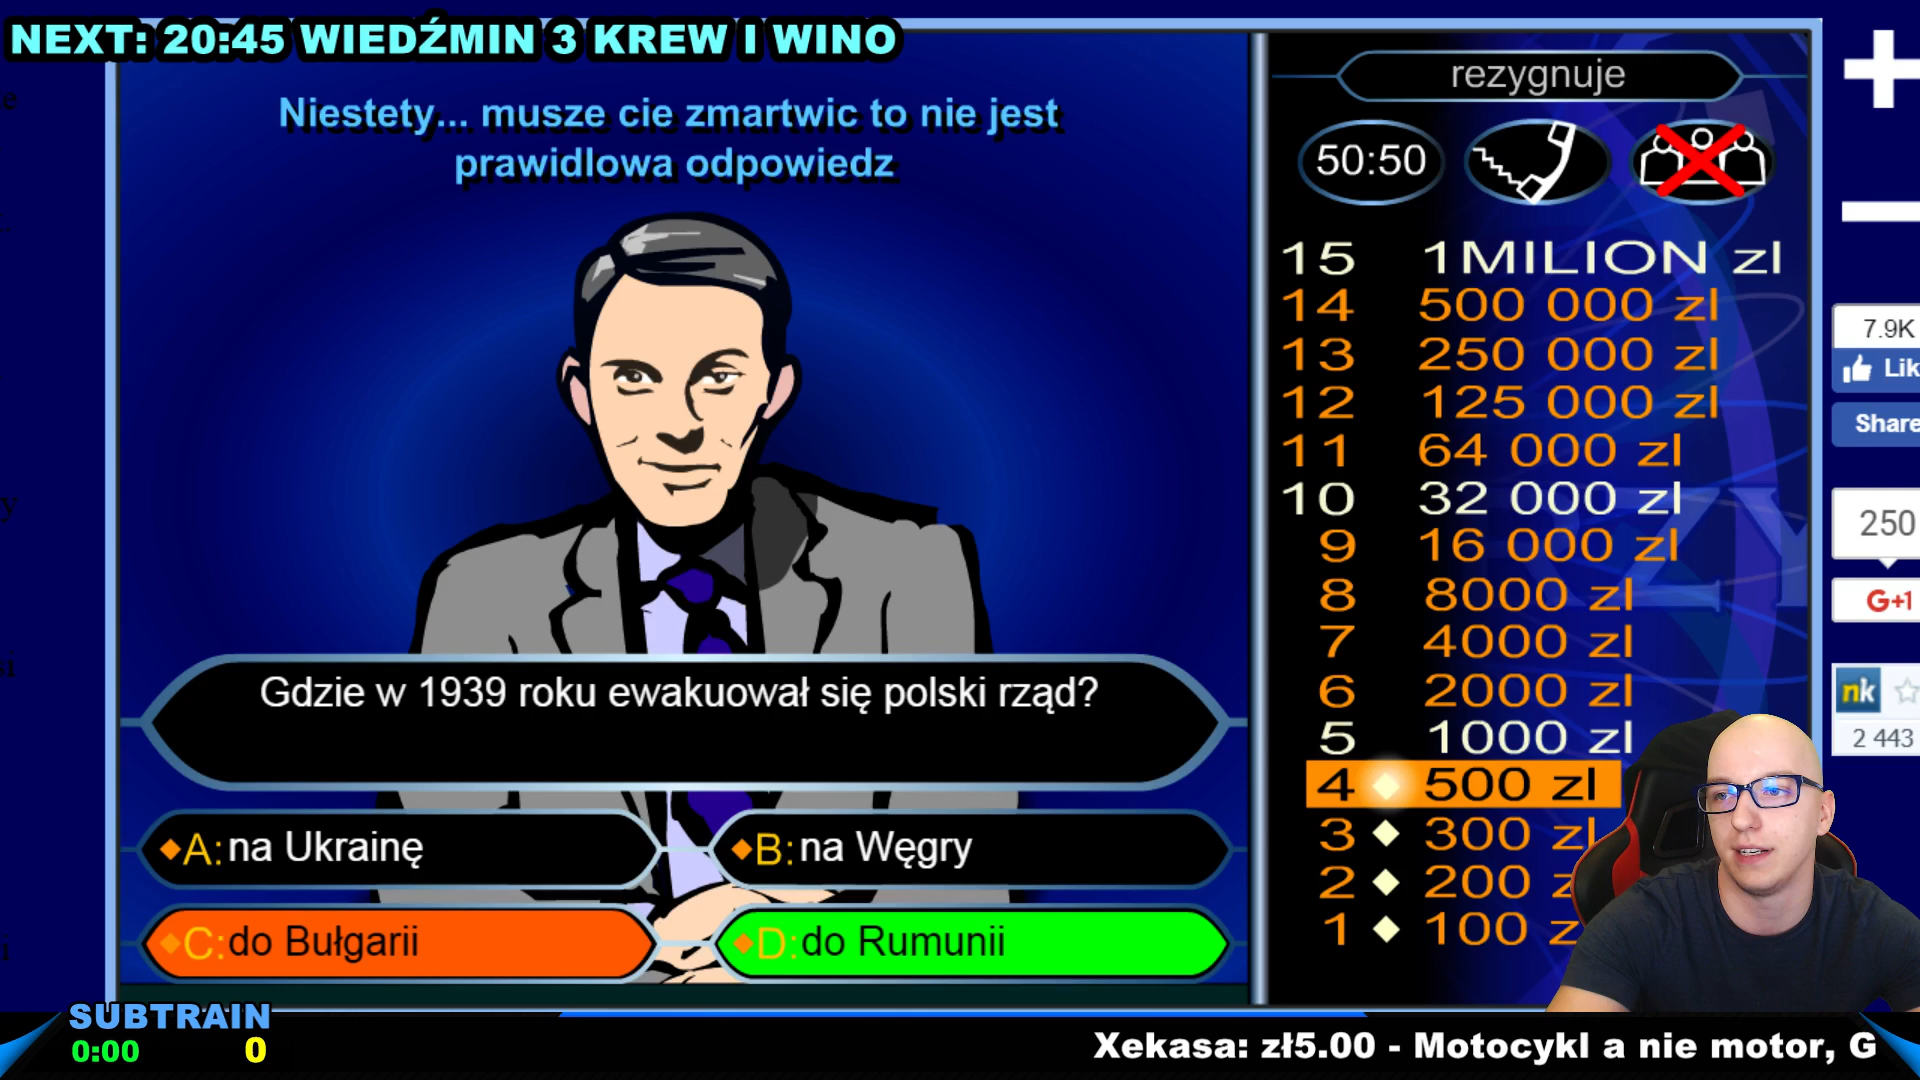 NEXT: 20:45 WIEDŹMIN 3 KREW I WINO
Niestety... musze cie zmartwic to nie jest
prawidlowa odpowiedz
rezygnuje
50:50
15 1MILION zl
14 500 000 zl
13 250 000 zl
12 125 000 zl
11 64 000 zl
10 32 000 zl
9 16 000 zl
8 8000 zl
7 4000 zl
6 2000 zl
5 1000 zl
4 500 zl
3 300 zl
2 200 z
1 100 z
Gdzie w 1939 roku ewakuował się polski rząd?
A: na Ukrainę
B: na Węgry
C: do Bułgarii
D: do Rumunii
7.9K
Lik
Share
250
G+1
nk
2 443
SUBTRAIN
0:00 0
Xekasa: zł5.00 - Motocykl a nie motor, G